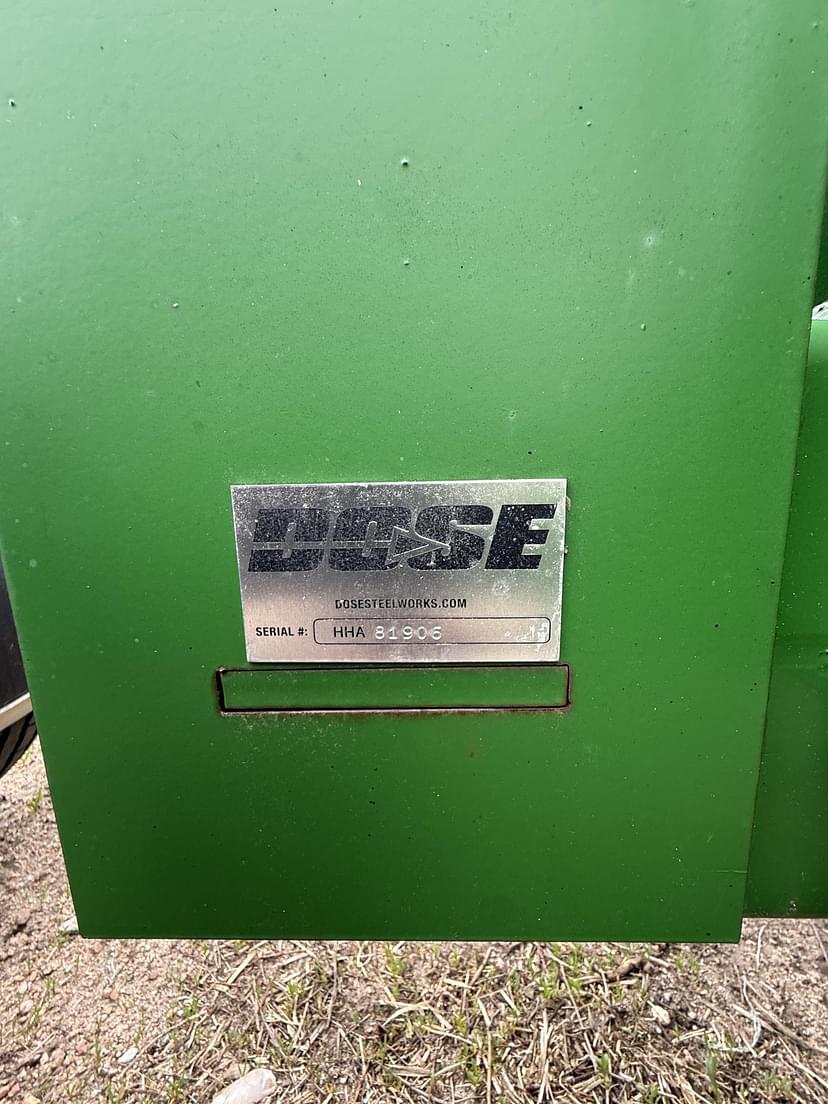 DOSE
DOSESTEELWORKS.COM
SERIAL #: HHA 81906